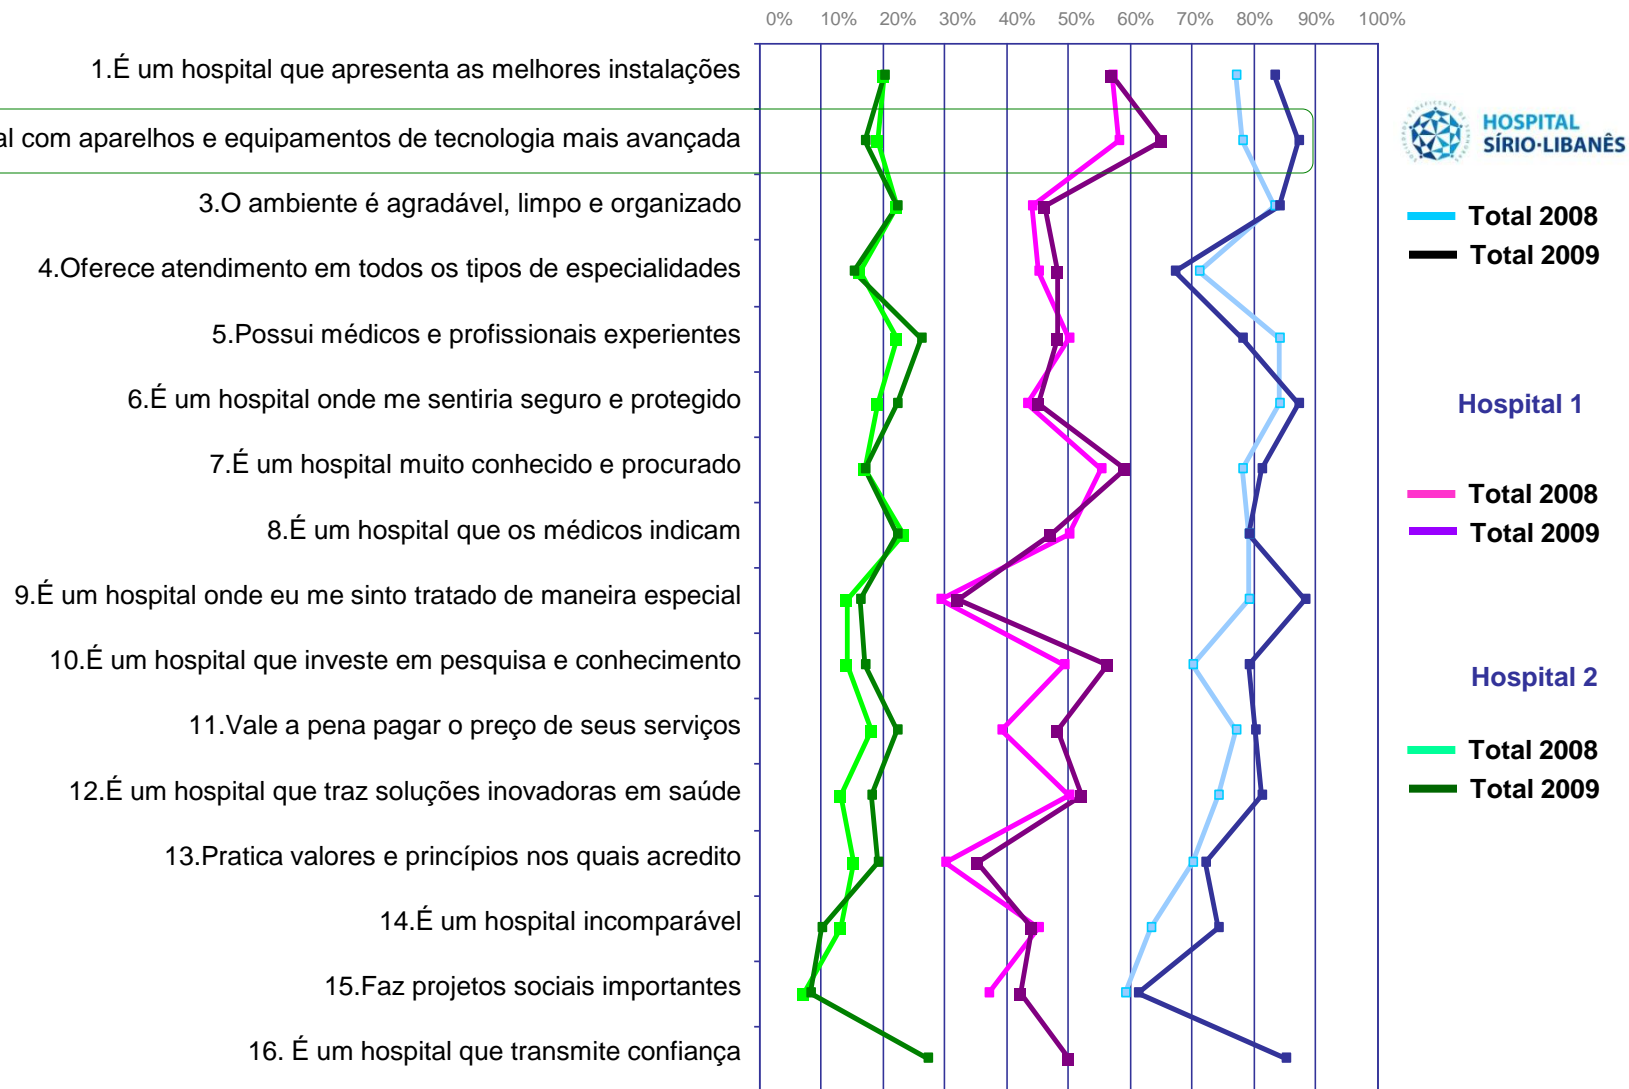 0% 10% 20% 30% 40% 50% 60% 70% 80% 90% 100%
1.É um hospital que apresenta as melhores instalações
al com aparelhos e equipamentos de tecnologia mais avançada
3.O ambiente é agradável, limpo e organizado
4.Oferece atendimento em todos os tipos de especialidades
5.Possui médicos e profissionais experientes
6.É um hospital onde me sentiria seguro e protegido
7.É um hospital muito conhecido e procurado
8.É um hospital que os médicos indicam
9.É um hospital onde eu me sinto tratado de maneira especial
10.É um hospital que investe em pesquisa e conhecimento
11.Vale a pena pagar o preço de seus serviços
12.É um hospital que traz soluções inovadoras em saúde
13.Pratica valores e princípios nos quais acredito
14.É um hospital incomparável
15.Faz projetos sociais importantes
16. É um hospital que transmite confiança
HOSPITAL
SÍRIO-LIBANÊS
Total 2008
Total 2009
Hospital 1
Total 2008
Total 2009
Hospital 2
Total 2008
Total 2009